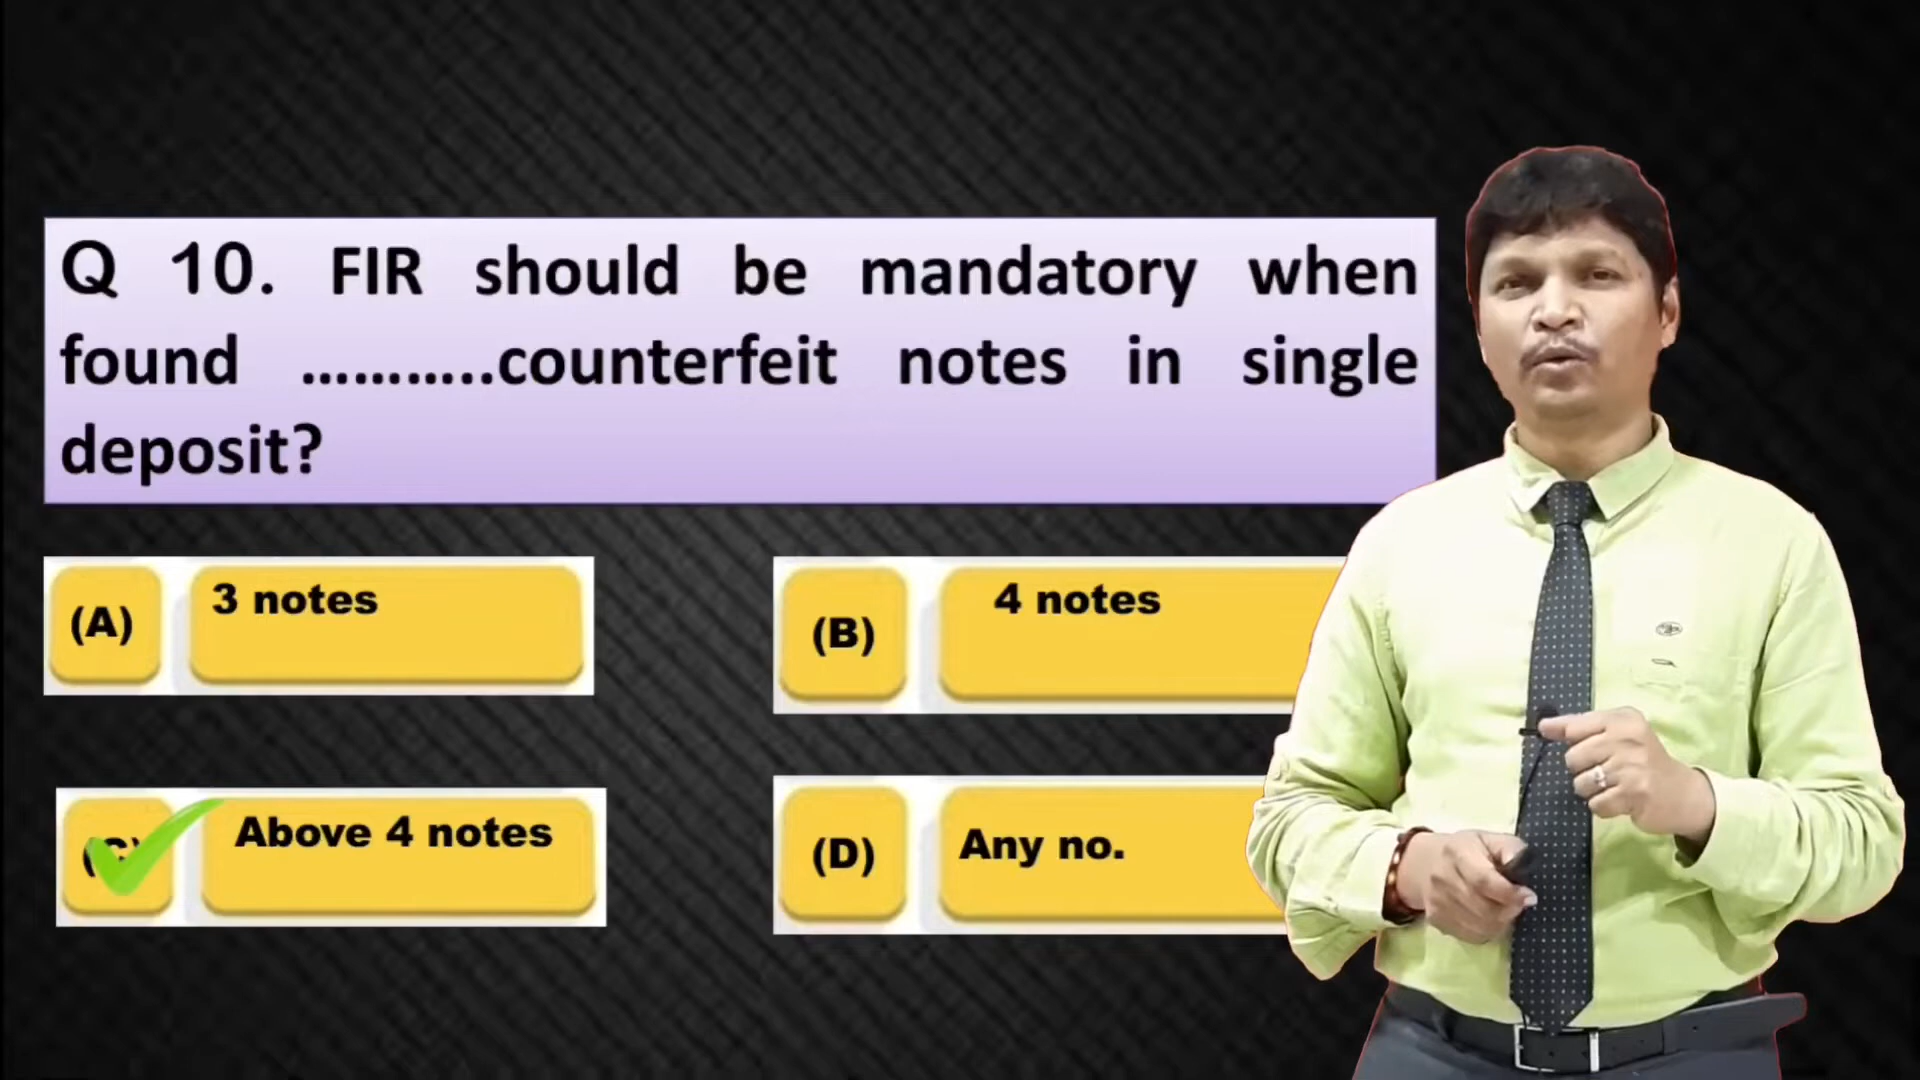 Q 10. FIR should be mandatory when
found ………..counterfeit notes in single
deposit?
(A) 3 notes
(B) 4 notes
(C) Above 4 notes
(D) Any no.